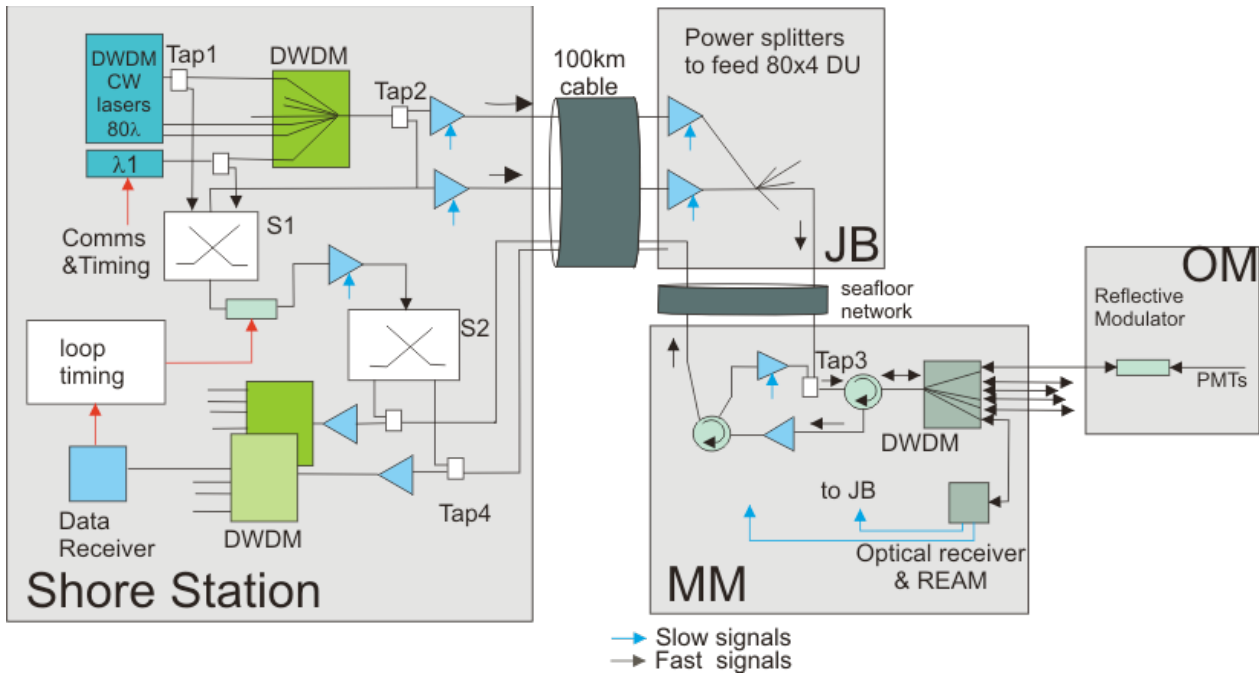 DWDM
CW
lasers
80λ
Tap1
DWDM
Tap2
λ1
Comms
&Timing
S1
S2
loop
timing
Data
Receiver
DWDM
Tap4
Shore Station
100km
cable
Power splitters
to feed 80x4 DU
JB
seafloor
network
Tap3
DWDM
to JB
Optical receiver
& REAM
MM
OM
Reflective
Modulator
PMTs
Slow signals
Fast signals